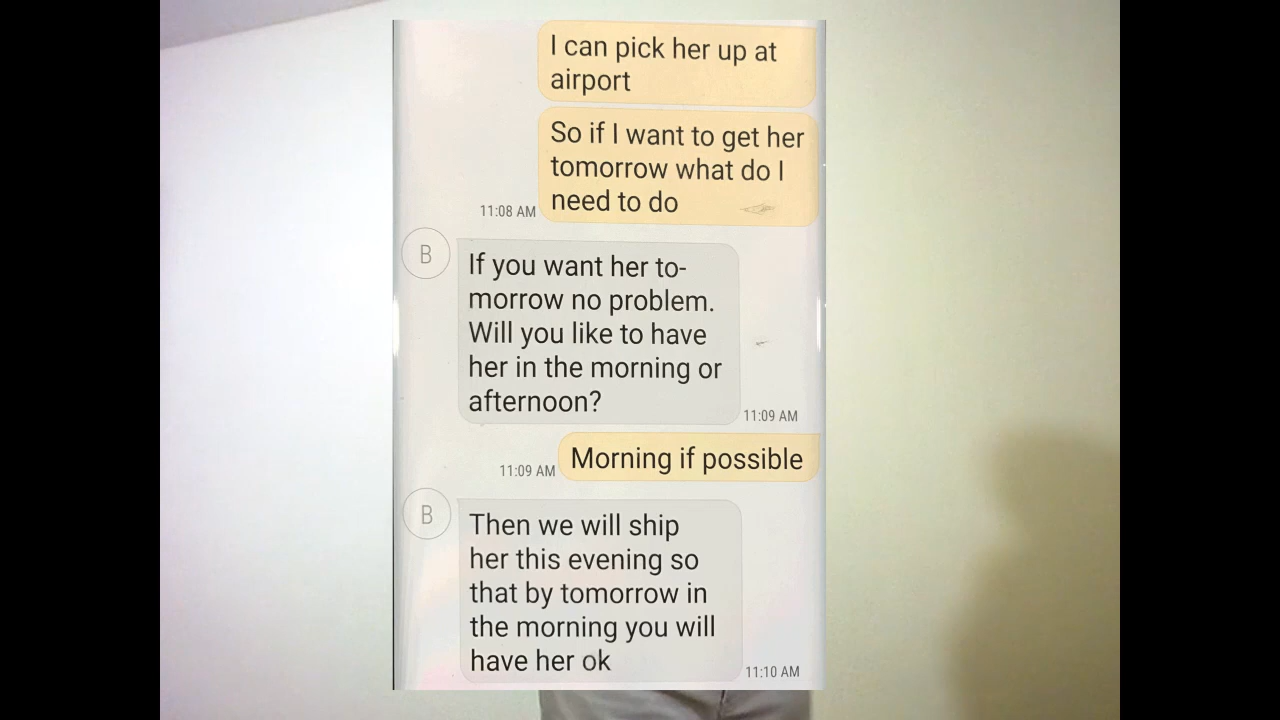 I can pick her up at
airport
So if I want to get her
tomorrow what do I
need to do
11:08 AM
B
If you want her to-
morrow no problem.
Will you like to have
her in the morning or
afternoon?
11:09 AM
Morning if possible
11:09 AM
B
Then we will ship
her this evening so
that by tomorrow in
the morning you will
have her ok
11:10 AM